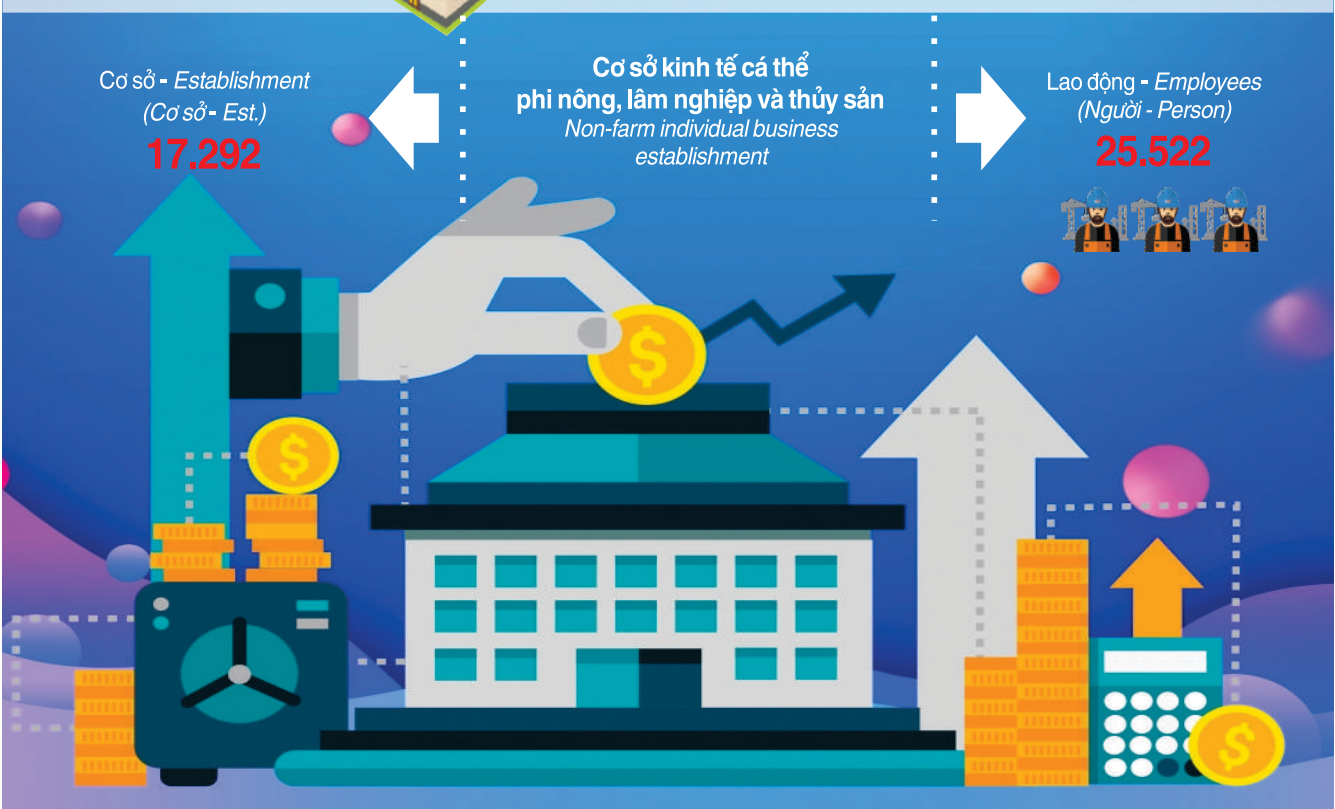 Cơ sở - Establishment
(Cơ sở - Est.)
17.292
Cơ sở kinh tế cá thể
phi nông, lâm nghiệp và thủy sản
Non-farm individual business
establishment
Lao động - Employees
(Người - Person)
25.522
$
$
$